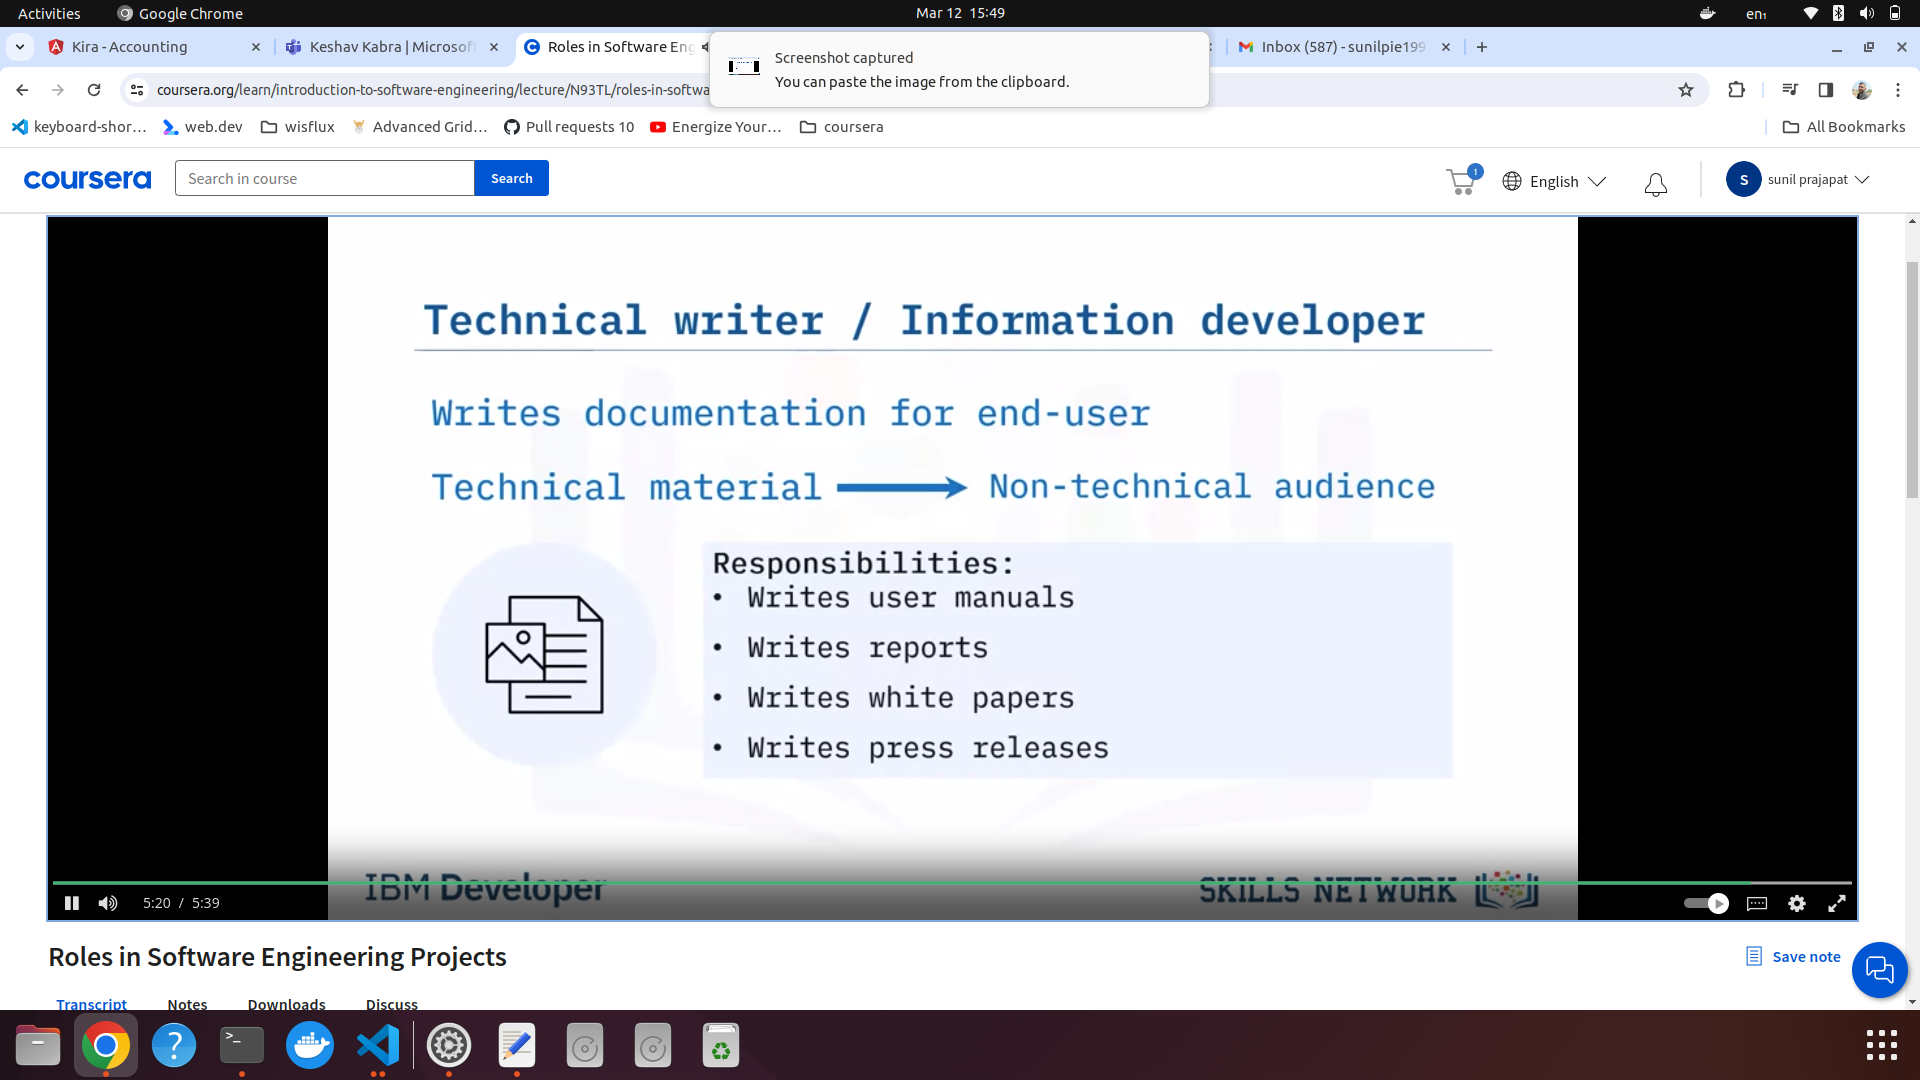 Activities
Google Chrome
Mar 12 15:49
en₁
Kira - Accounting
Keshav Kabra | Microsof
Roles in Software Eng
Inbox (587) - sunilpie199
Screenshot captured
You can paste the image from the clipboard.
coursera.org/learn/introduction-to-software-engineering/lecture/N93TL/roles-in-softwa
keyboard-shor...
web.dev
wisflux
Advanced Grid...
Pull requests 10
Energize Your...
coursera
All Bookmarks
coursera
Search in course
Search
1
English
S
sunil prajapat
Technical writer / Information developer
Writes documentation for end-user
Technical material
Non-technical audience
Responsibilities:
• Writes user manuals
• Writes reports
• Writes white papers
• Writes press releases
IBM Developer
SKILLS NETWORK
5:20 / 5:39
Roles in Software Engineering Projects
Save note
Transcript
Notes
Downloads
Discuss